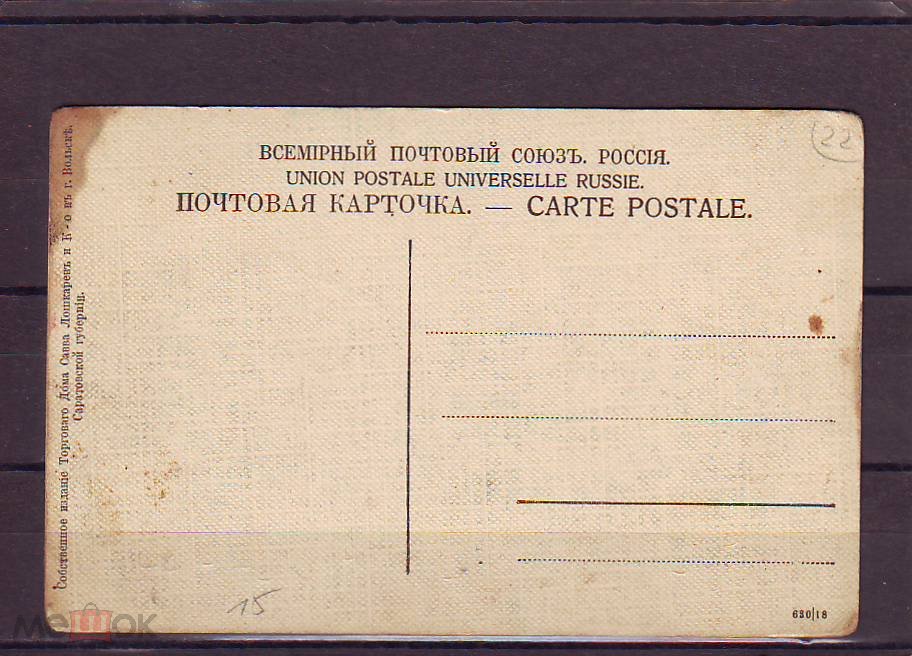 ВСЕМІРНЫЙ ПОЧТОВЫЙ СОЮЗЪ. РОССІЯ.
UNION POSTALE UNIVERSELLE RUSSIE.
ПОЧТОВАЯ КАРТОЧКА. — CARTE POSTALE.
Собственное изданіе Торговаго Дома Савва Лошкаревъ и К-о въ г. Вольскѣ.
Саратовской губерніи.
22
15
630|18
мешок